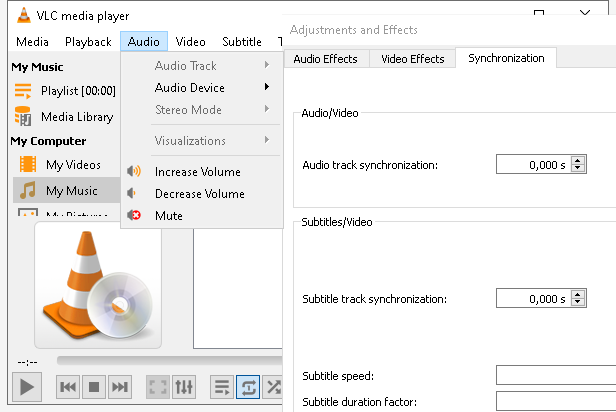 VLC media player
Media Playback Audio Video Subtitle T
My Music
Playlist [00:00]
Media Library
My Computer
My Videos
My Music
My Pictures
Audio Track
Audio Device
Stereo Mode
Visualizations
Increase Volume
Decrease Volume
Mute
--:--
Adjustments and Effects
Audio Effects Video Effects Synchronization
Audio/Video
Audio track synchronization: 0,000 s
Subtitles/Video
Subtitle track synchronization: 0,000 s
Subtitle speed:
Subtitle duration factor: